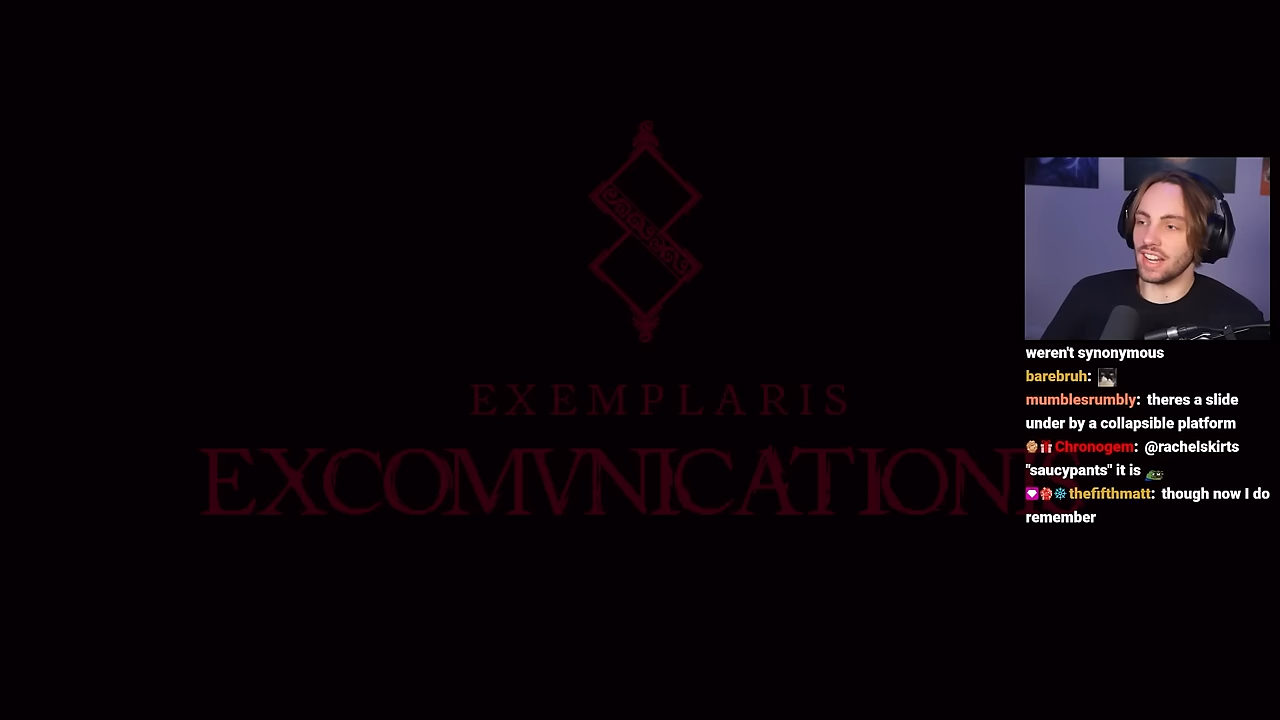 EXEMPLARIS
EXCOMVNICATIONIS
weren't synonymous
barebruh:
mumblesrumbly: theres a slide
under by a collapsible platform
Chronogem: @rachelskirts
"saucypants" it is
thefifthmatt: though now I do
remember